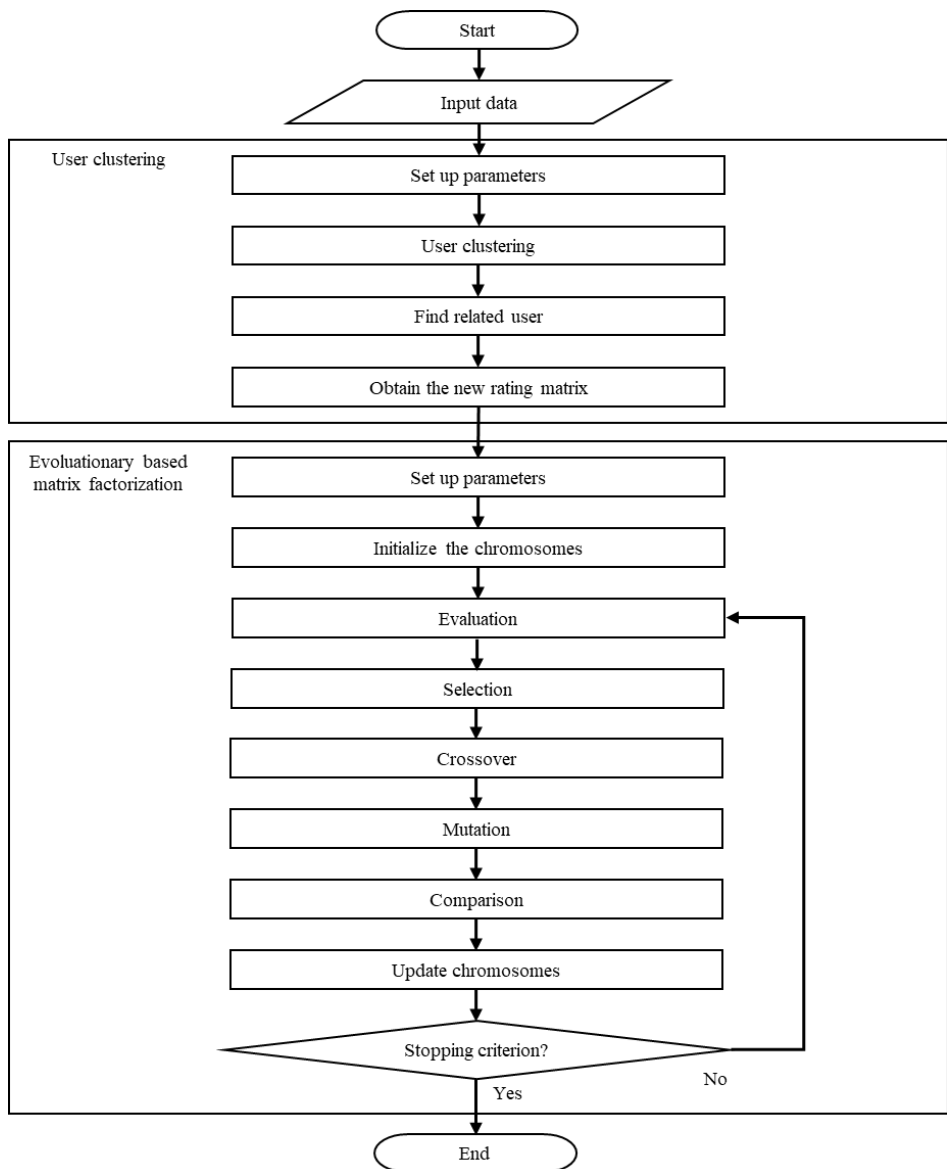 Start
Input data
User clustering
Set up parameters
User clustering
Find related user
Obtain the new rating matrix
Evoluationary based
matrix factorization
Set up parameters
Initialize the chromosomes
Evaluation
Selection
Crossover
Mutation
Comparison
Update chromosomes
Stopping criterion?
No
Yes
End